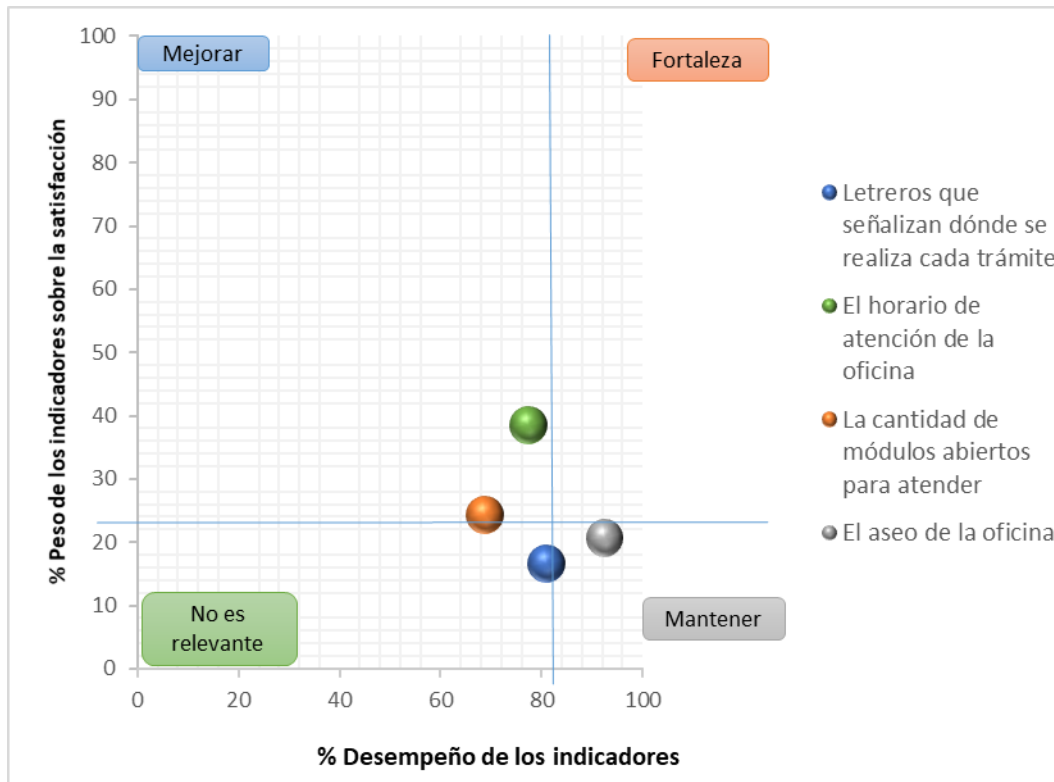 100
90
80
70
60
50
40
30
20
10
0
% Peso de los indicadores sobre la satisfacción
Mejorar
Fortaleza
No es
relevante
Mantener
0
20
40
60
80
100
% Desempeño de los indicadores
Letreros que
señalizan dónde se
realiza cada trámite
El horario de
atención de la
oficina
La cantidad de
módulos abiertos
para atender
El aseo de la oficina